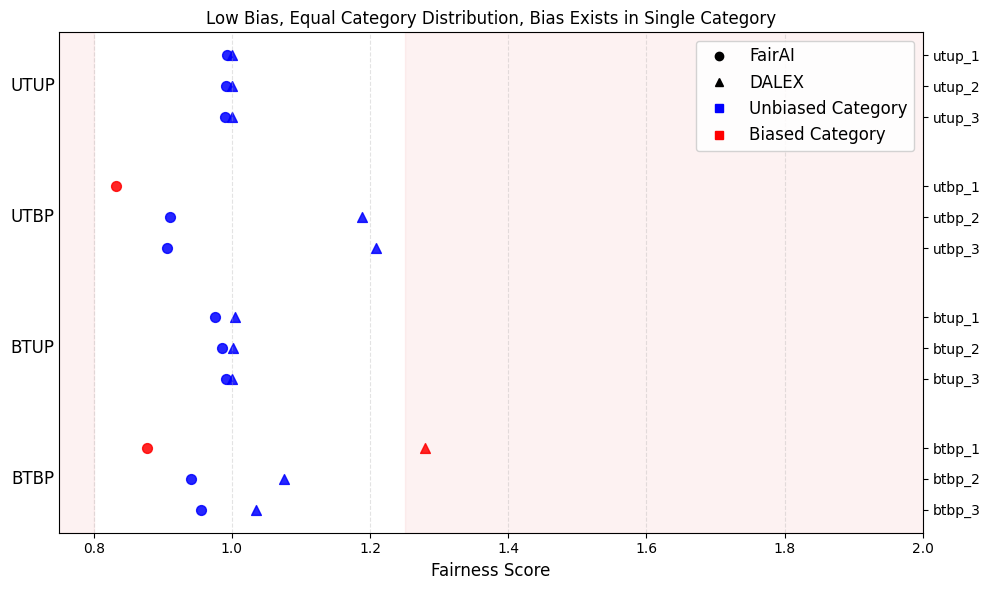 Low Bias, Equal Category Distribution, Bias Exists in Single Category
FairAI
DALEX
Unbiased Category
Biased Category
UTUP
UTBP
BTUP
BTBP
utup_1
utup_2
utup_3
utbp_1
utbp_2
utbp_3
btup_1
btup_2
btup_3
btbp_1
btbp_2
btbp_3
0.8 1.0 1.2 1.4 1.6 1.8 2.0
Fairness Score